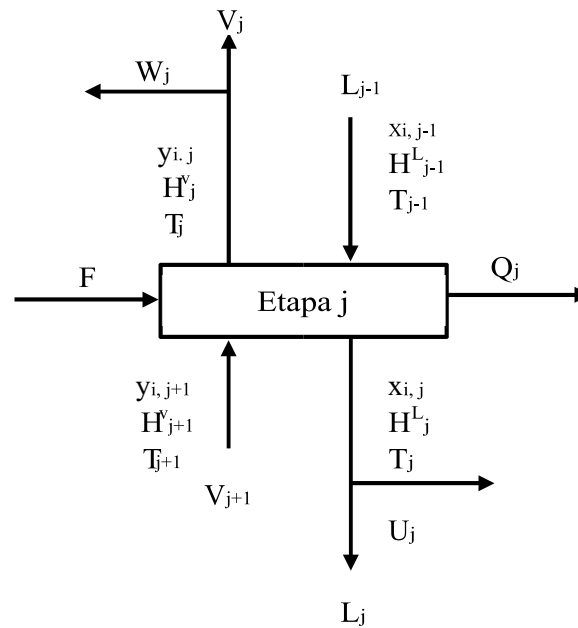 Vj
Wj
Lj-1
yi. j
Hvj
Tj
xi, j-1
HLj-1
Tj-1
F
Etapa j
Qj
yi, j+1
Hvj+1
Tj+1
Vj+1
xi, j
HLj
Tj
Uj
Lj